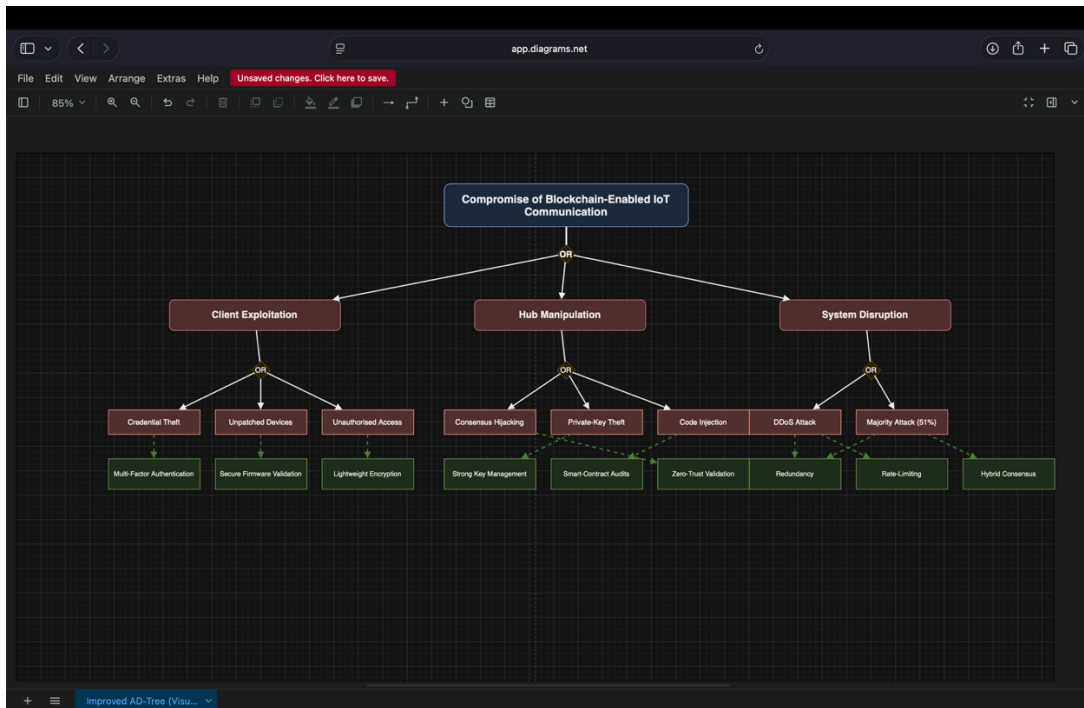 app.diagrams.net
File Edit View Arrange Extras Help Unsaved changes. Click here to save.
85%
Compromise of Blockchain-Enabled IoT
Communication
OR
Client Exploitation Hub Manipulation System Disruption
OR OR OR
Credential Theft Unpatched Devices Unauthorised Access Consensus Hijacking Private-Key Theft Code Injection DDoS Attack Majority Attack (51%)
Multi-Factor Authentication Secure Firmware Validation Lightweight Encryption Strong Key Management Smart-Contract Audits Zero-Trust Validation Redundancy Rate-Limiting Hybrid Consensus
Improved AD-Tree (Visu...